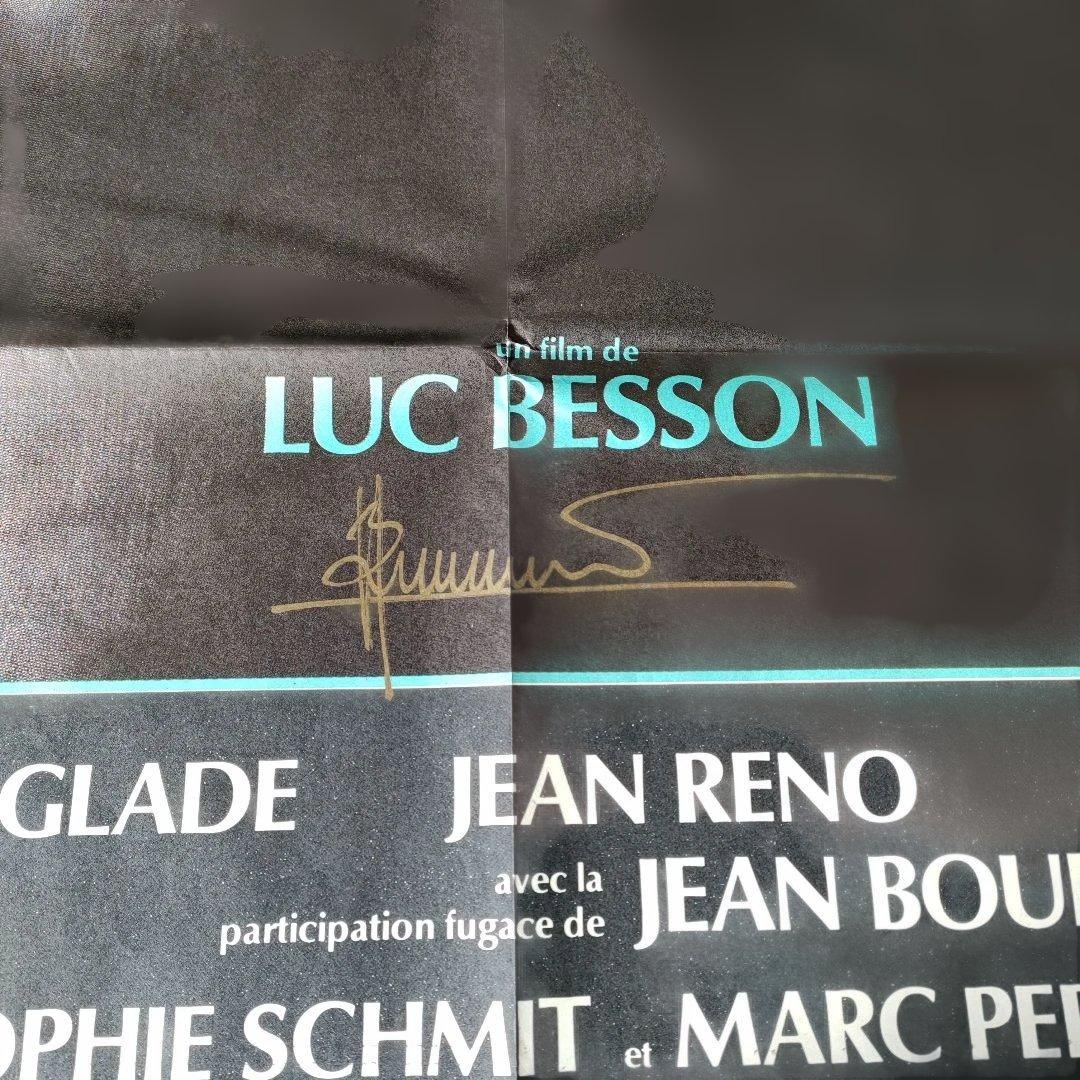 un film de
LUC BESSON
GLADE JEAN RENO
avec la
participation fugace de JEAN BOU
OPHIE SCHMIT et MARC PE